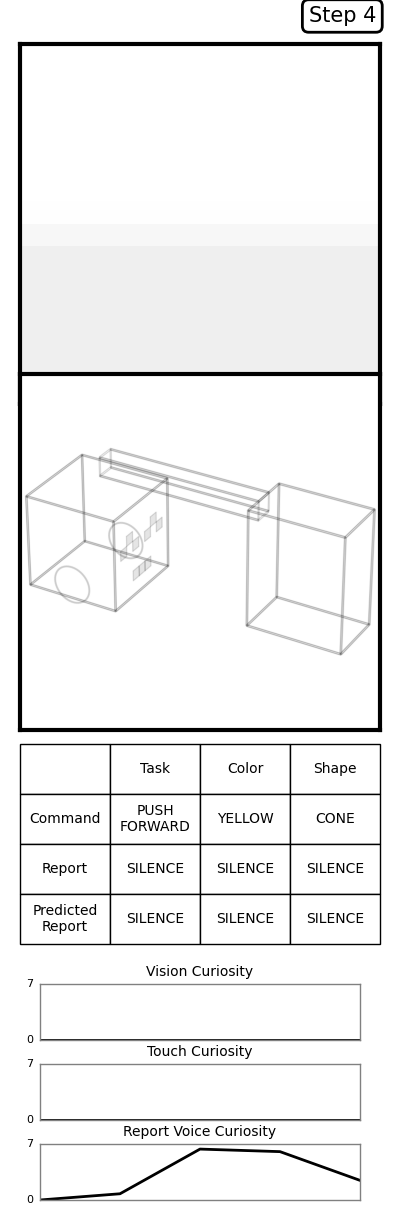 Step 4
Task Color Shape
Command PUSH FORWARD YELLOW CONE
Report SILENCE SILENCE SILENCE
Predicted Report SILENCE SILENCE SILENCE
Vision Curiosity
7
0
Touch Curiosity
7
0
Report Voice Curiosity
7
0